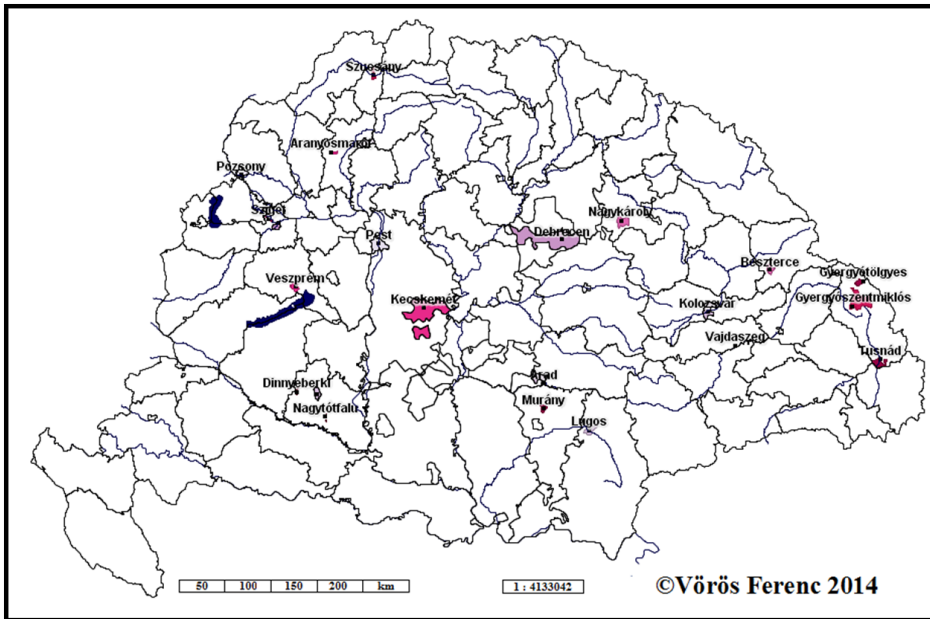 Szucsány
Aranyosmarót
Pozsony
Sziget
Nagykároly
Pest
Debrecen
Beszterce
Gyergyótölgyes
Veszprém
Kecskemét
Kolozsvár
Gyergyószentmiklós
Vajdaszeg
Tusnád
Dinnyeberki
Arad
Nagytótfalu
Murány
Lugos
50 100 150 200 km
1 : 4133042
©Vörös Ferenc 2014